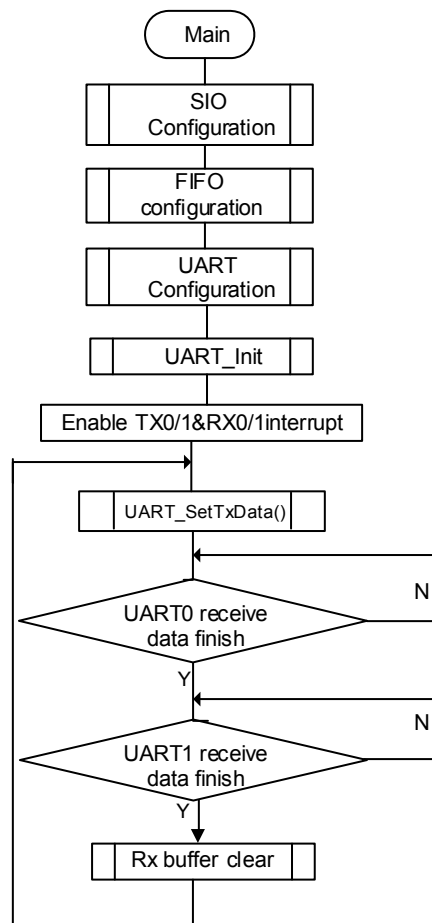 Main
SIO
Configuration
FIFO
configuration
UART
Configuration
UART_Init
Enable TX0/1&RX0/1interrupt
UART_SetTxData()
N
UART0 receive
data finish
Y
N
UART1 receive
data finish
Y
Rx buffer clear